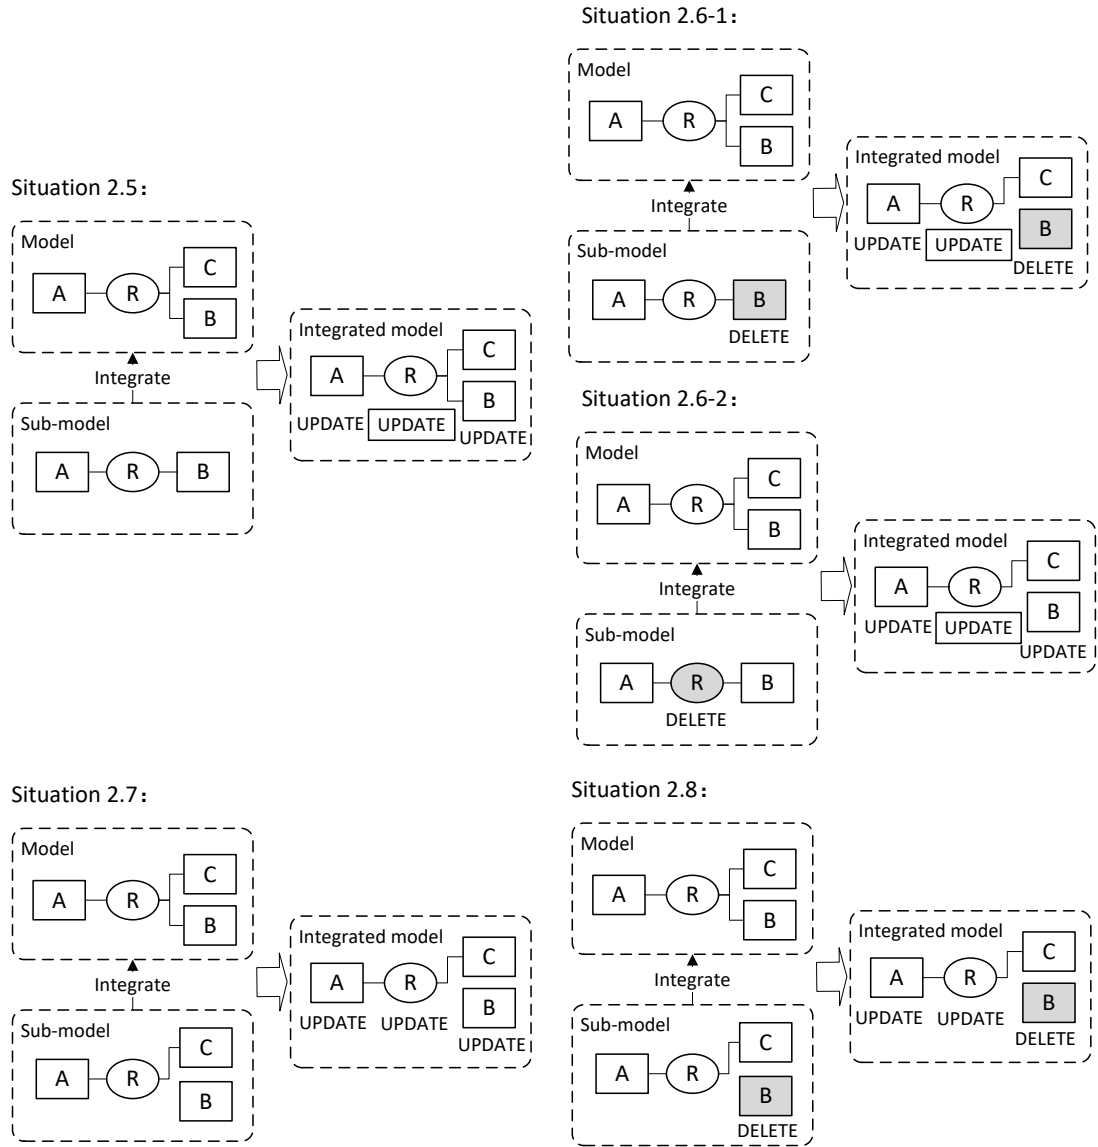 Situation 2.5：
Model
A
R
C
B
Integrate
Sub-model
A
R
B
Integrated model
A
R
C
B
UPDATE
UPDATE
UPDATE
Situation 2.6-1：
Model
A
R
C
B
Integrate
Sub-model
A
R
B
DELETE
Integrated model
A
R
C
B
UPDATE
UPDATE
DELETE
Situation 2.6-2：
Model
A
R
C
B
Integrate
Sub-model
A
R
B
DELETE
Integrated model
A
R
C
B
UPDATE
UPDATE
UPDATE
Situation 2.7：
Model
A
R
C
B
Integrate
Sub-model
A
R
C
B
Integrated model
A
R
C
B
UPDATE
UPDATE
UPDATE
Situation 2.8：
Model
A
R
C
B
Integrate
Sub-model
A
R
C
B
DELETE
Integrated model
A
R
C
B
UPDATE
UPDATE
DELETE